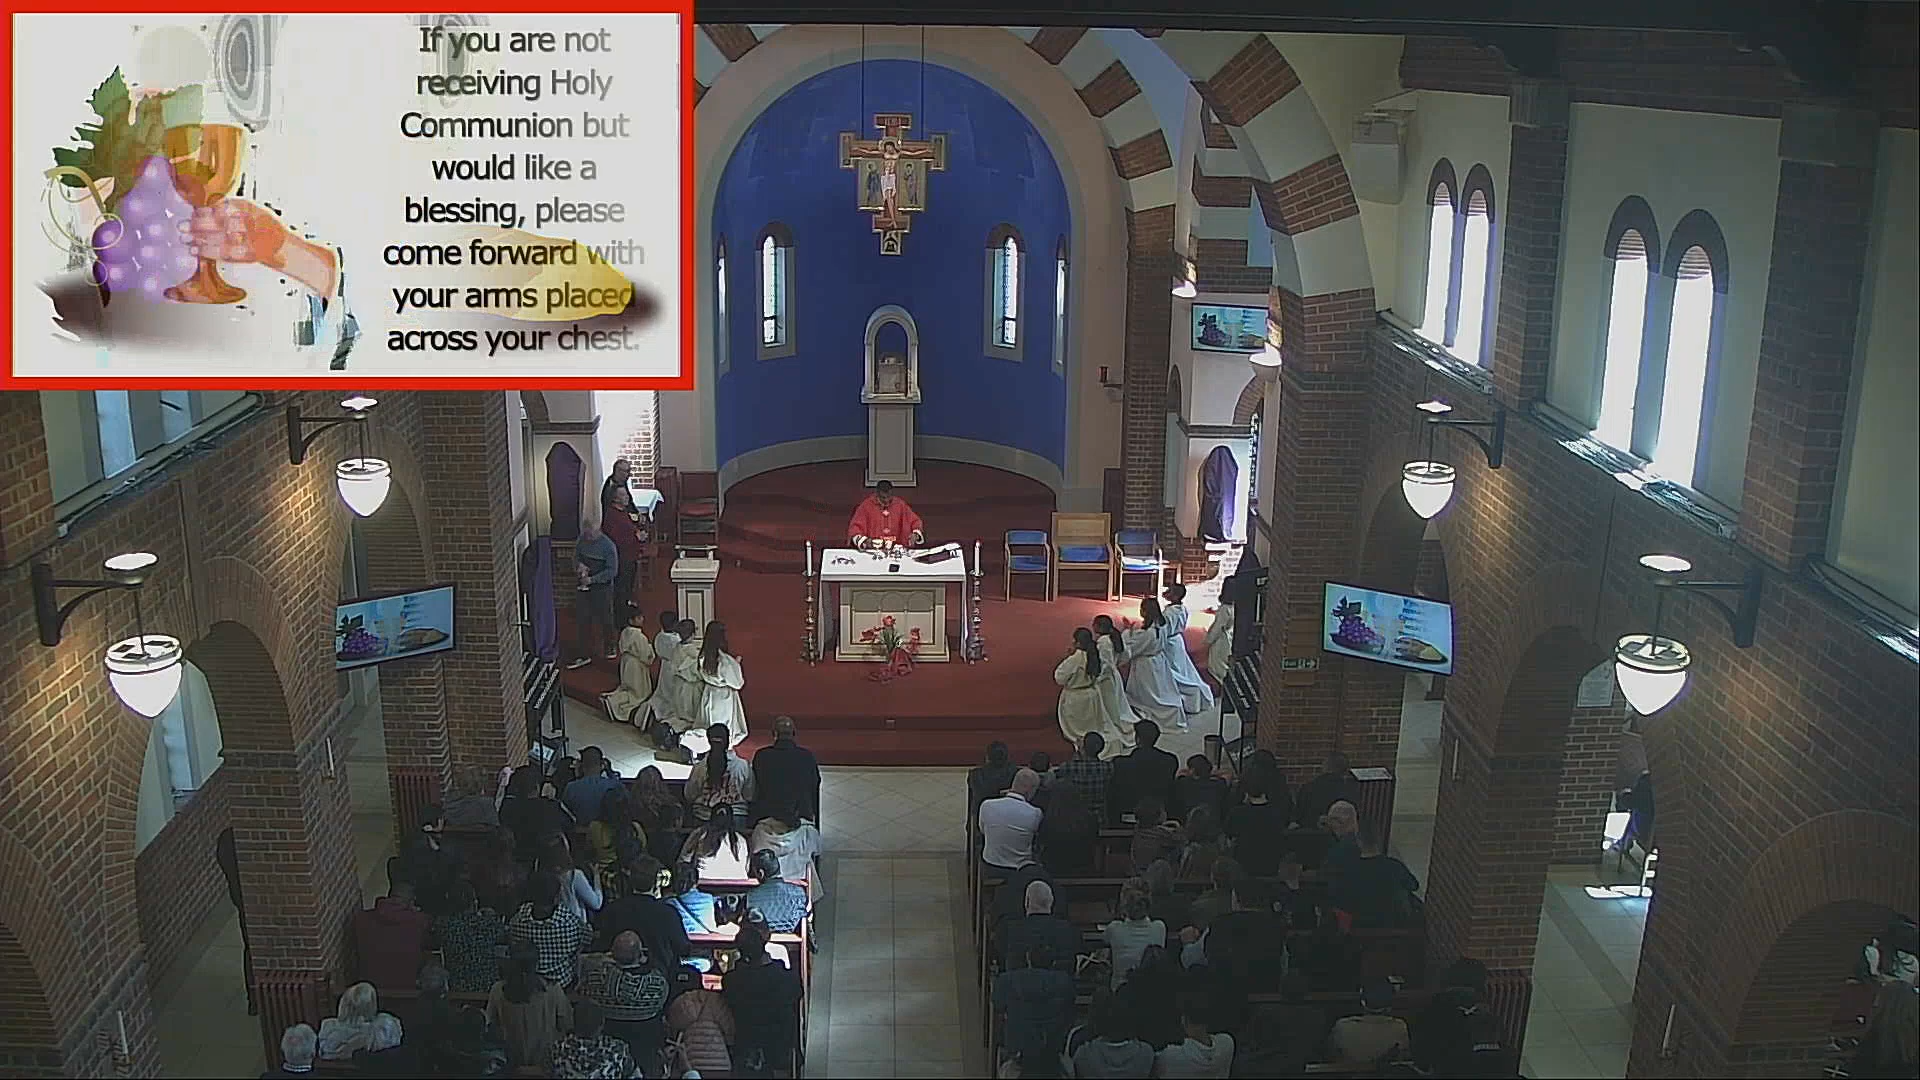 If you are not
receiving Holy
Communion but
would like a
blessing, please
come forward with
your arms placed
across your chest.